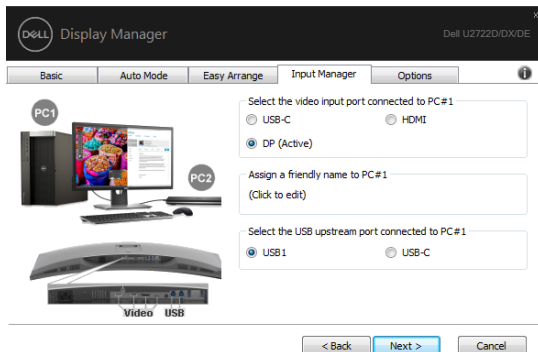 DELL Display Manager
Dell U2722D/DX/DE
x
Basic Auto Mode Easy Arrange Input Manager Options
i
PC1
PC2
Video USB
Select the video input port connected to PC#1
USB-C HDMI
DP (Active)
Assign a friendly name to PC#1
(Click to edit)
Select the USB upstream port connected to PC#1
USB1 USB-C
< Back Next > Cancel